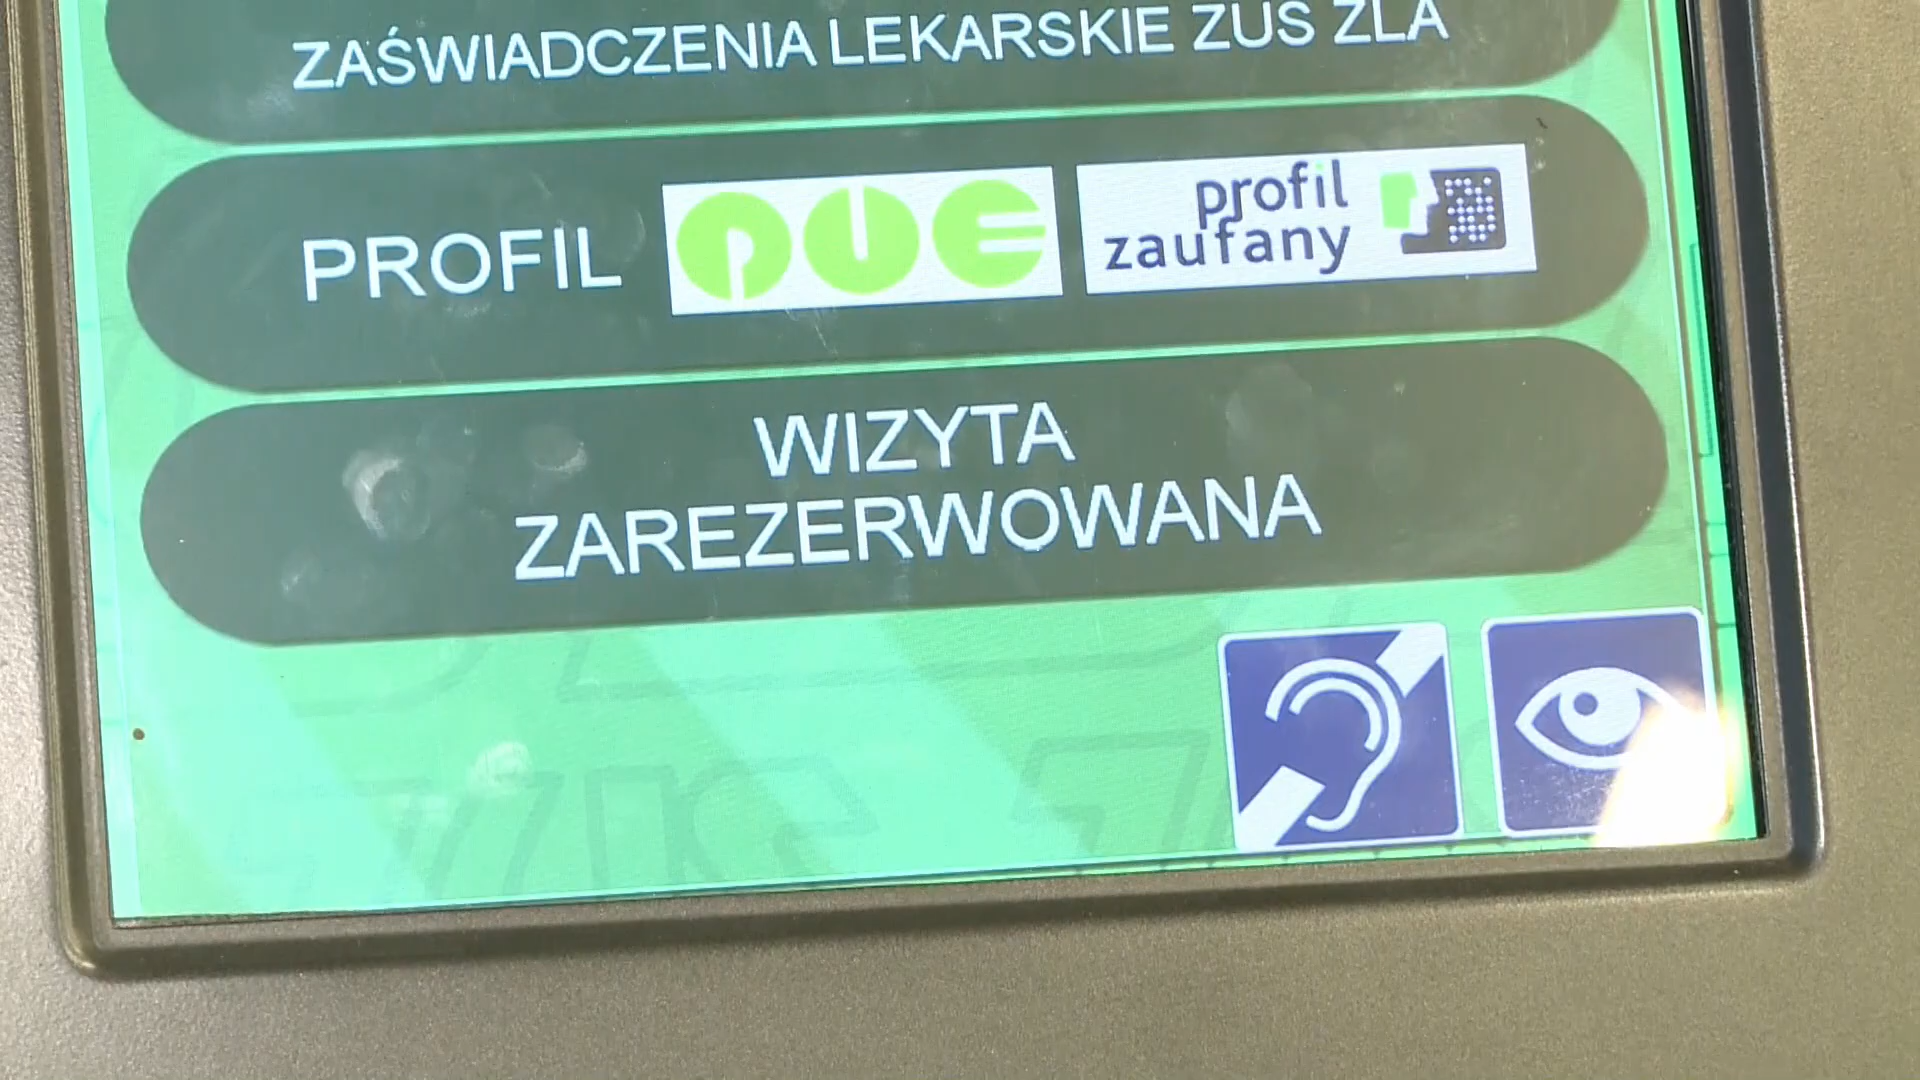 ZAŚWIADCZENIA LEKARSKIE ZUS ZLA
PROFIL pue profil zaufany
WIZYTA
ZAREZERWOWANA